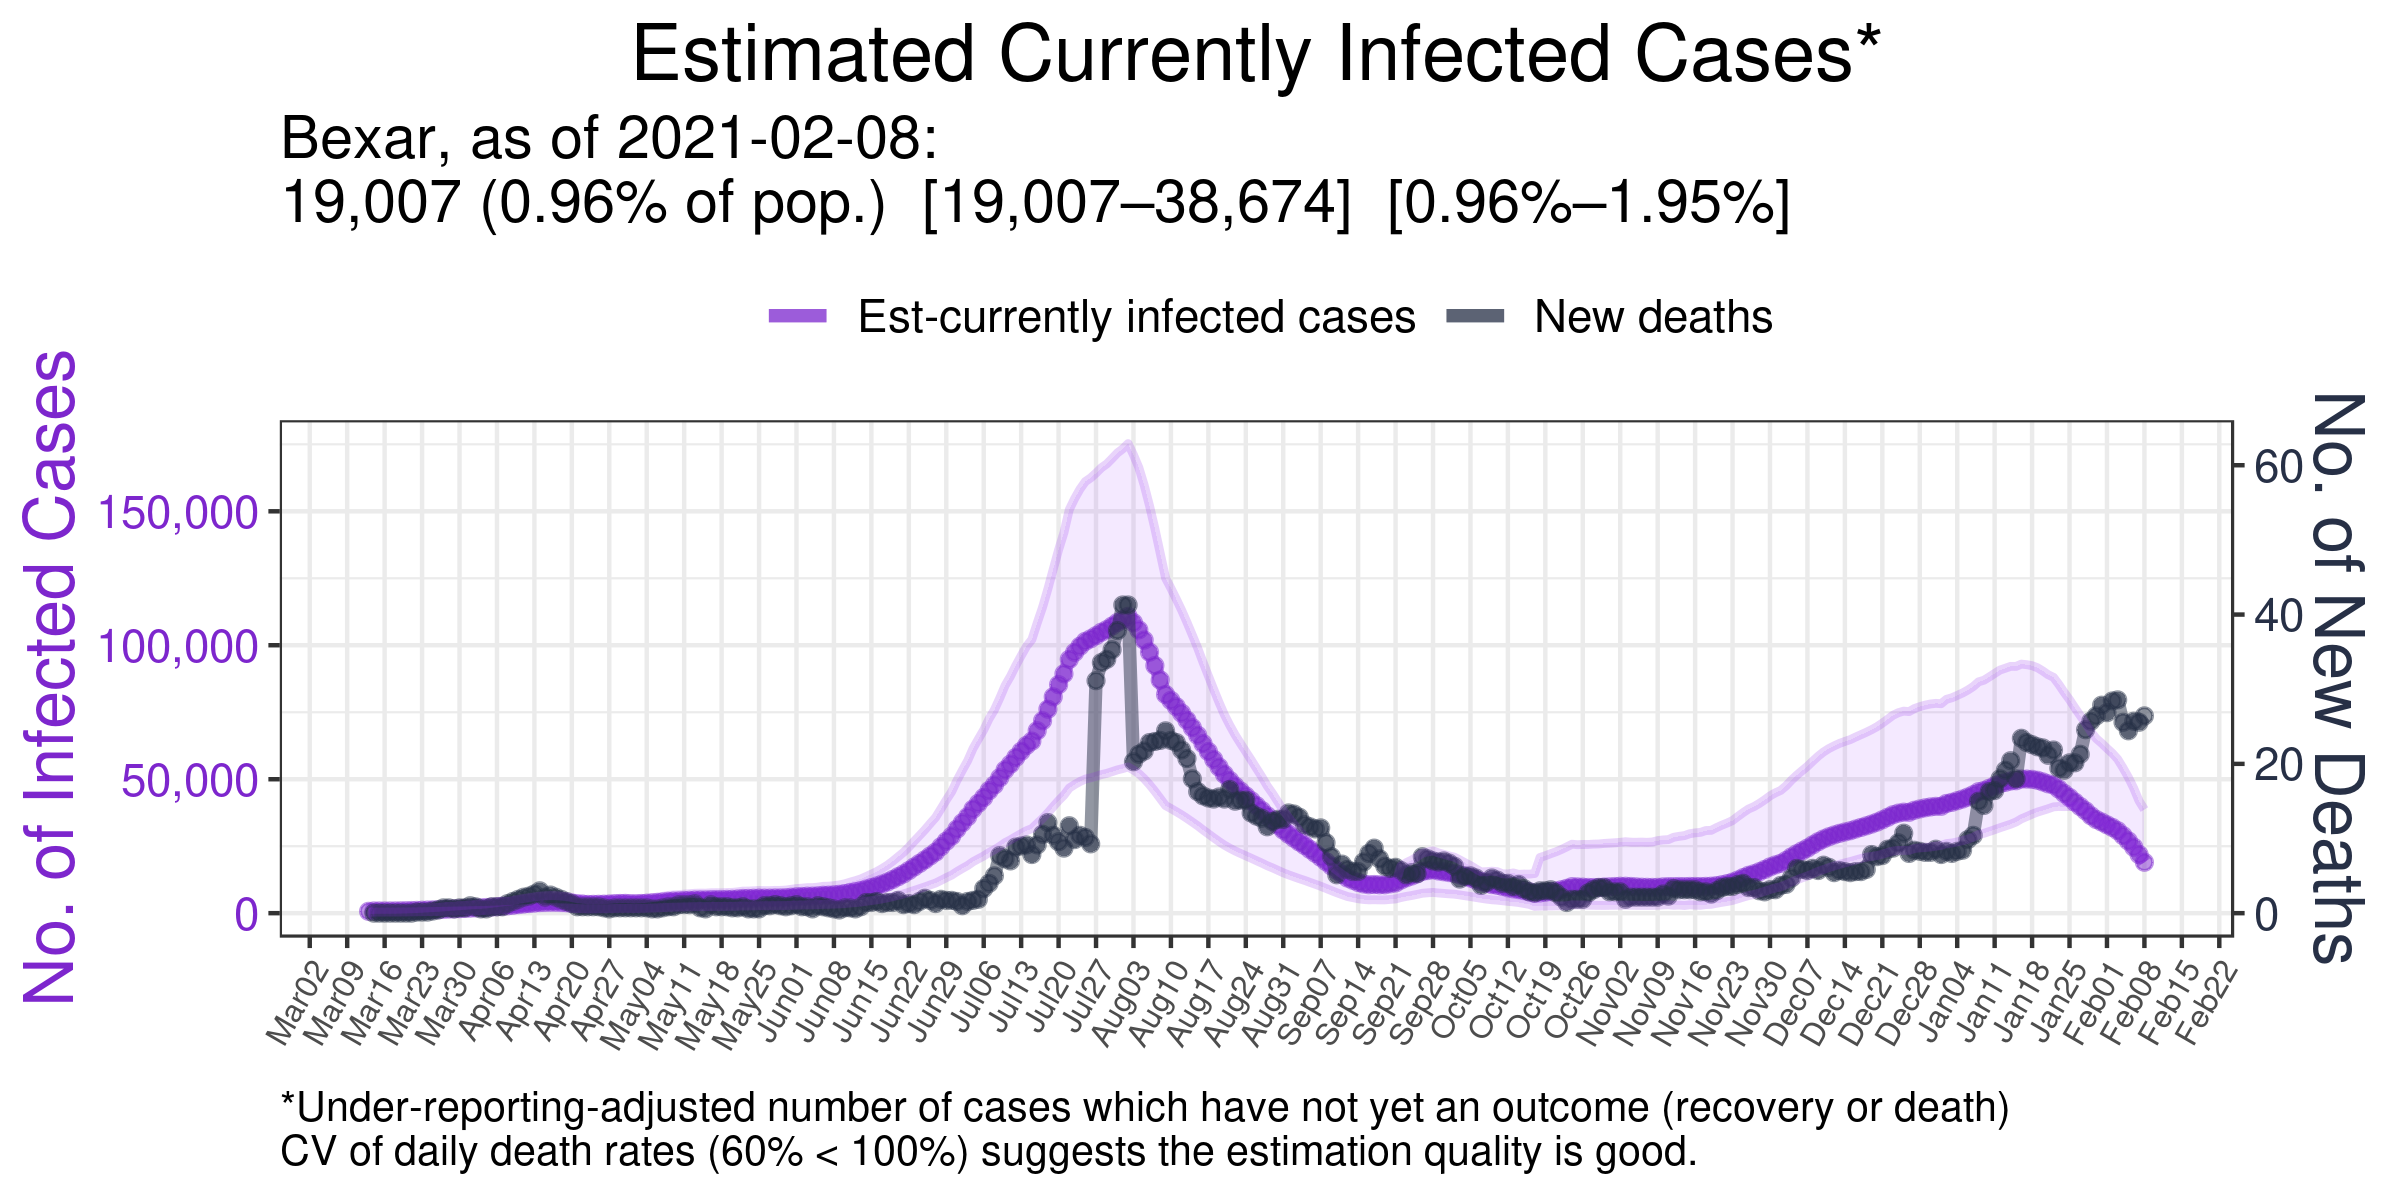 Estimated Currently Infected Cases*
Bexar, as of 2021-02-08:
19,007 (0.96% of pop.) [19,007–38,674] [0.96%–1.95%]
Est-currently infected cases
New deaths
No. of Infected Cases
150,000
100,000
50,000
0
60
40
20
0
No. of New Deaths
Mar02
Mar09
Mar16
Mar23
Mar30
Apr06
Apr13
Apr20
Apr27
May04
May11
May18
May25
Jun01
Jun08
Jun15
Jun22
Jun29
Jul06
Jul13
Jul20
Jul27
Aug03
Aug10
Aug17
Aug24
Aug31
Sep07
Sep14
Sep21
Sep28
Oct05
Oct12
Oct19
Oct26
Nov02
Nov09
Nov16
Nov23
Nov30
Dec07
Dec14
Dec21
Dec28
Jan04
Jan11
Jan18
Jan25
Feb01
Feb08
Feb15
Feb22
*Under-reporting-adjusted number of cases which have not yet an outcome (recovery or death)
CV of daily death rates (60% < 100%) suggests the estimation quality is good.